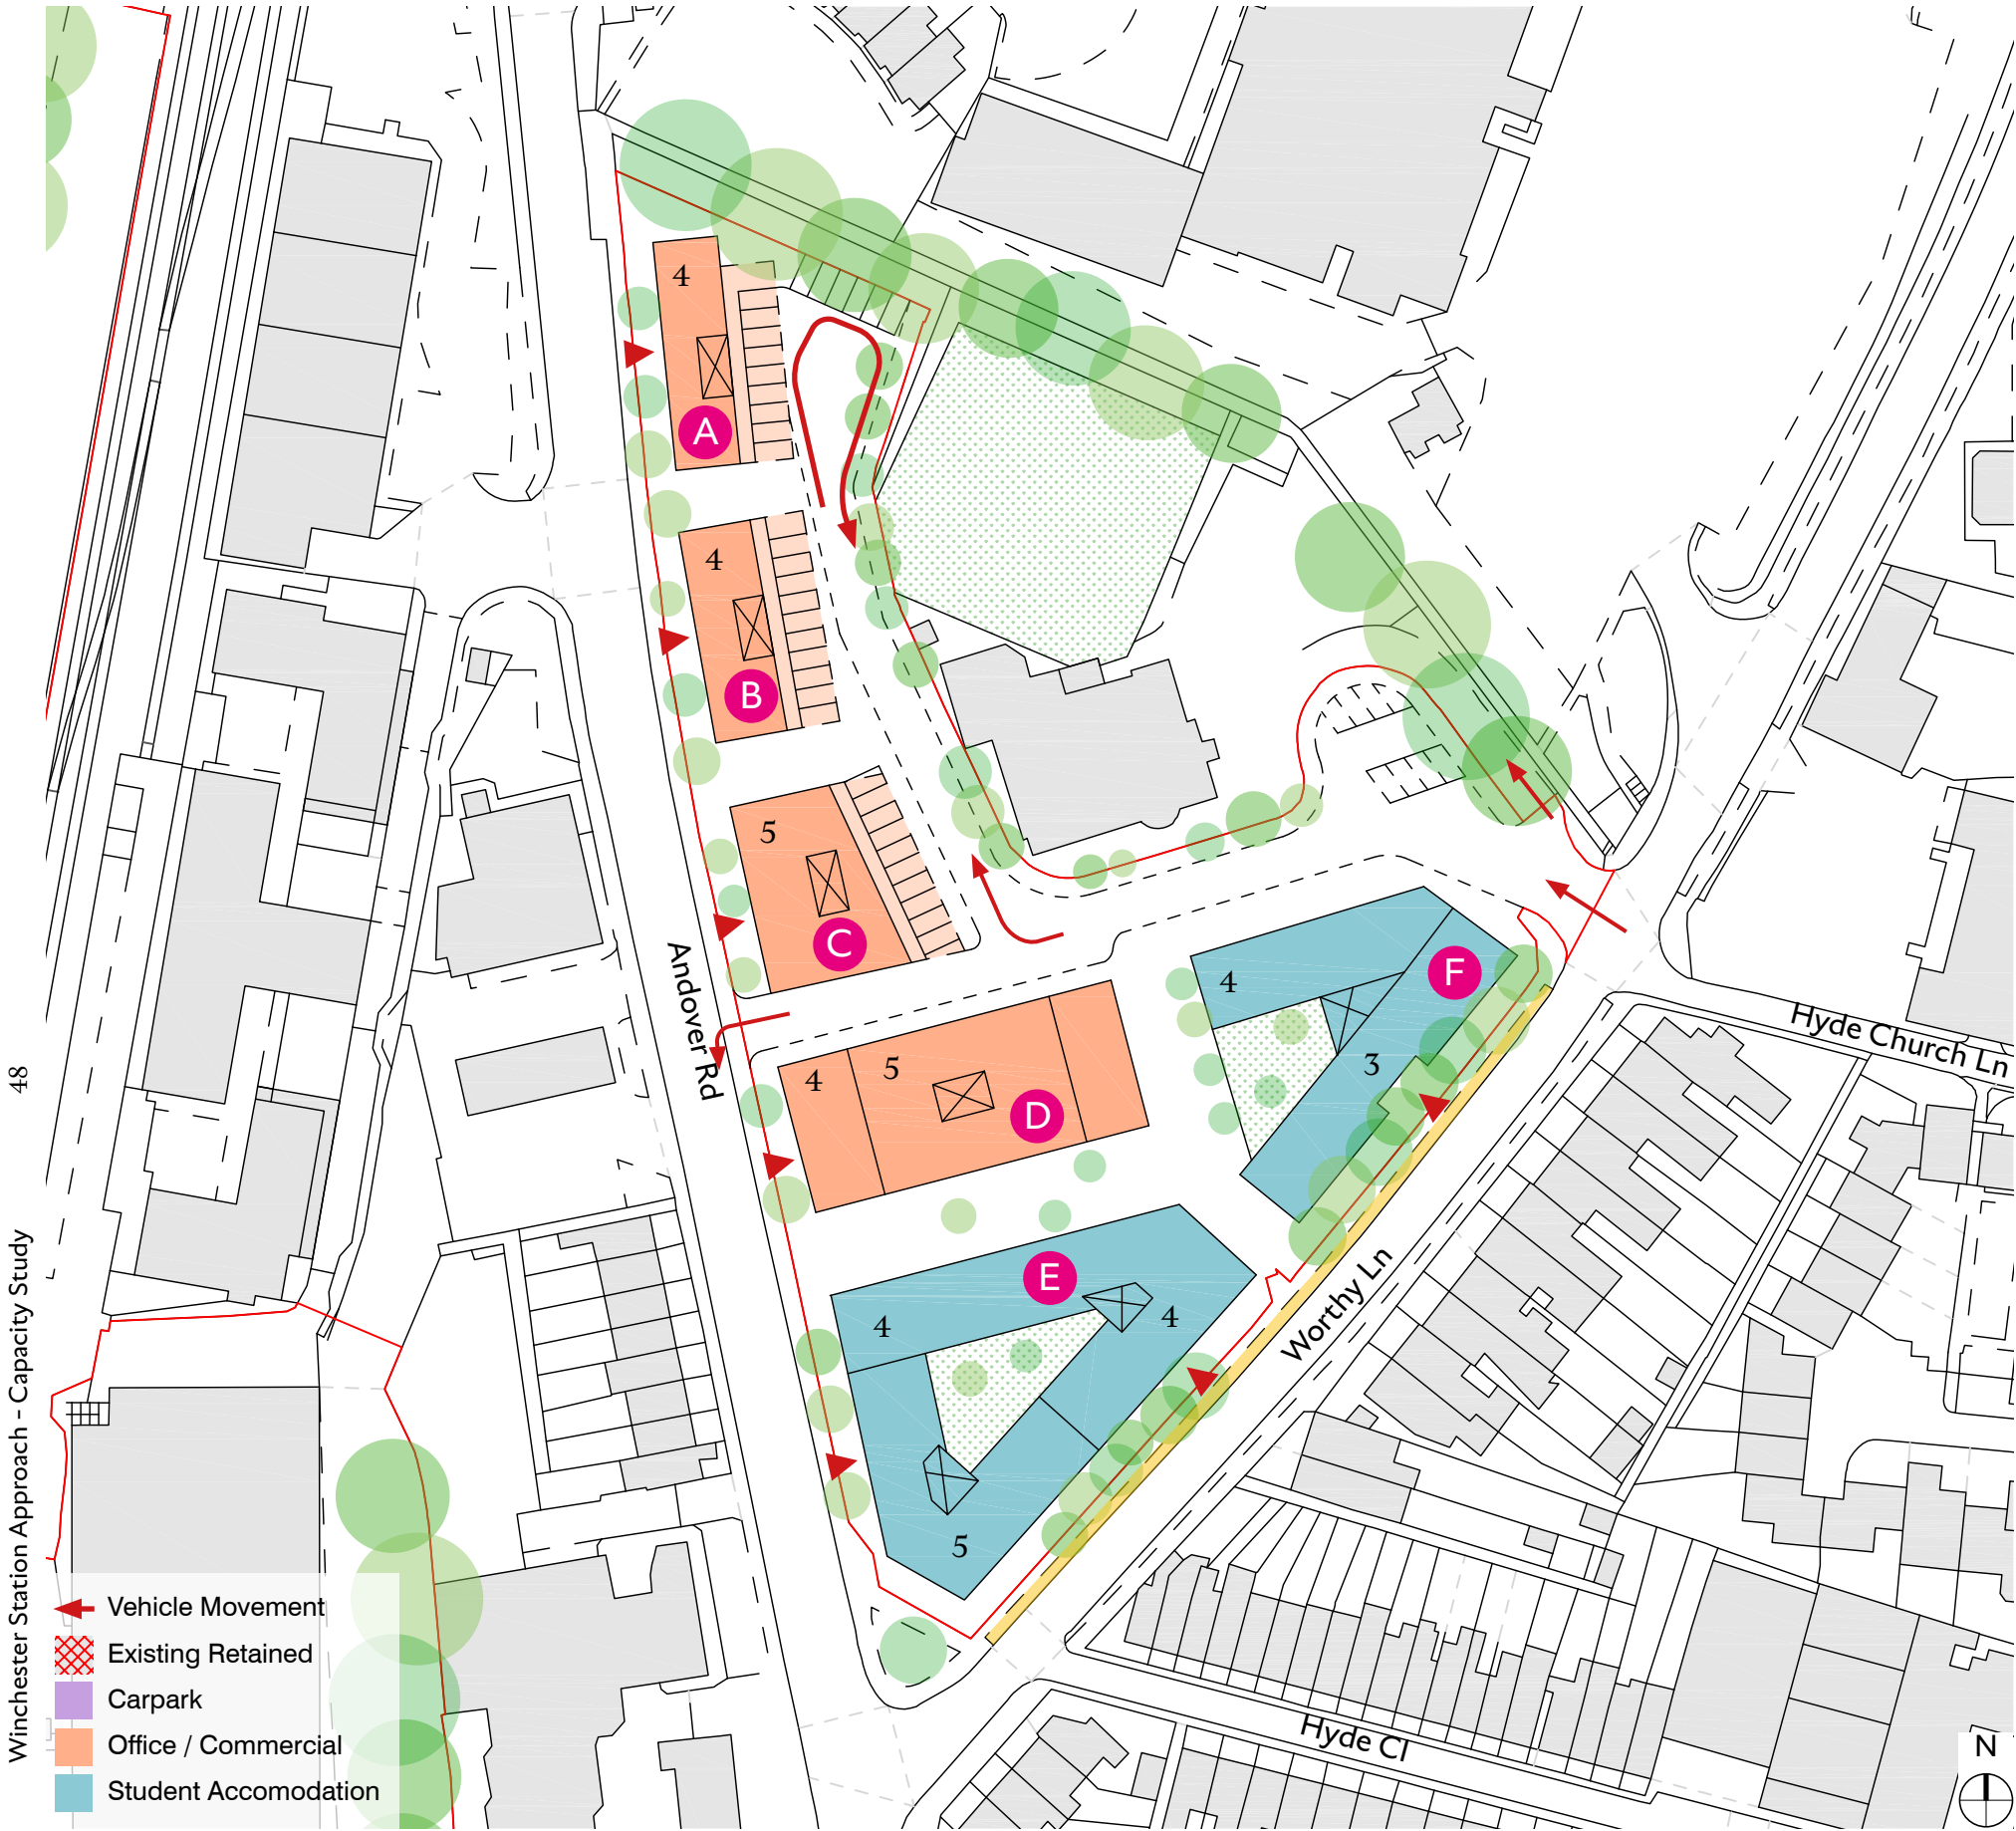 4
A
4
B
5
C
Andover Rd
4
F
Hyde Church Ln
4
5
D
3
E
4
4
5
Worthy Ln
Hyde Cl
48
Winchester Station Approach - Capacity Study
Vehicle Movement
Existing Retained
Carpark
Office / Commercial
Student Accomodation
N